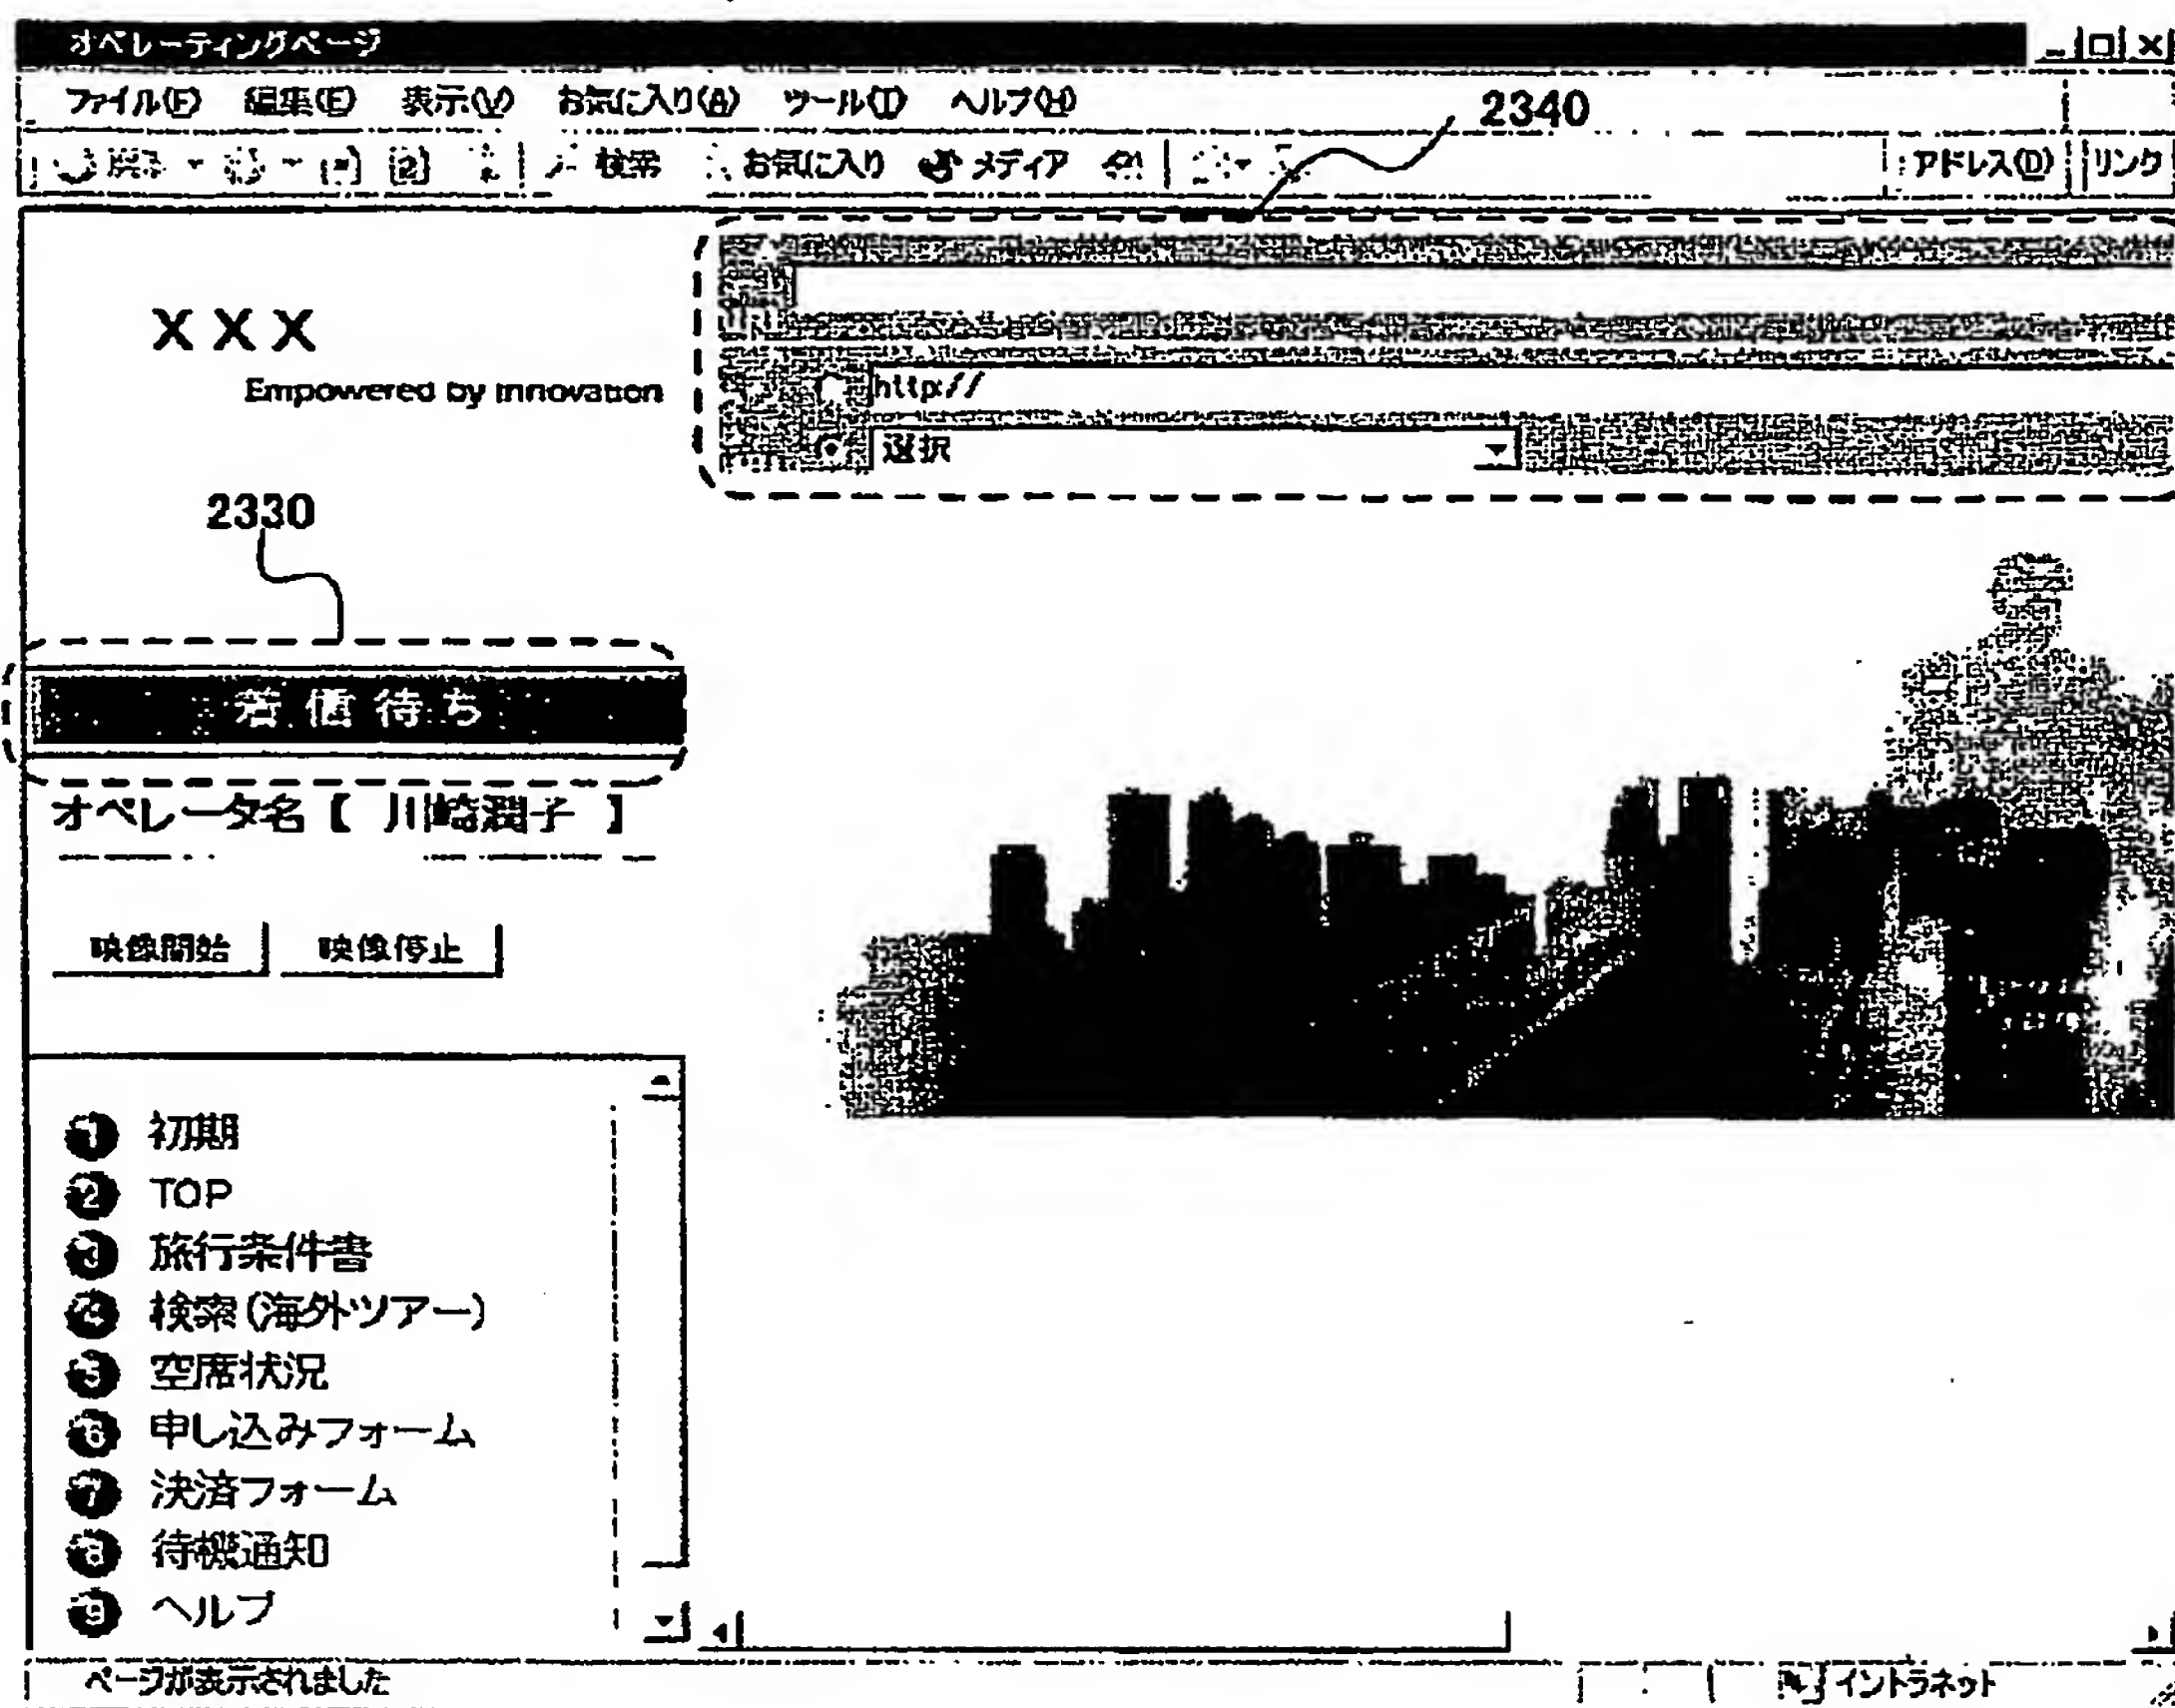 オペレーティングページ
ファイル(F) 編集(E) 表示(V) お気に入り(A) ツール(T) ヘルプ(H)
2340
戻る 検索 お気に入り メディア アドレス(D) リンク
XXX
Empowered by Innovation
http://
選択
2330
着信待ち
オペレータ名【 川崎潤子 】
映像開始 映像停止
1 初期
2 TOP
3 旅行条件書
4 検索(海外ツアー)
5 空席状況
6 申し込みフォーム
7 決済フォーム
8 待機通知
9 ヘルプ
ページが表示されました イントラネット